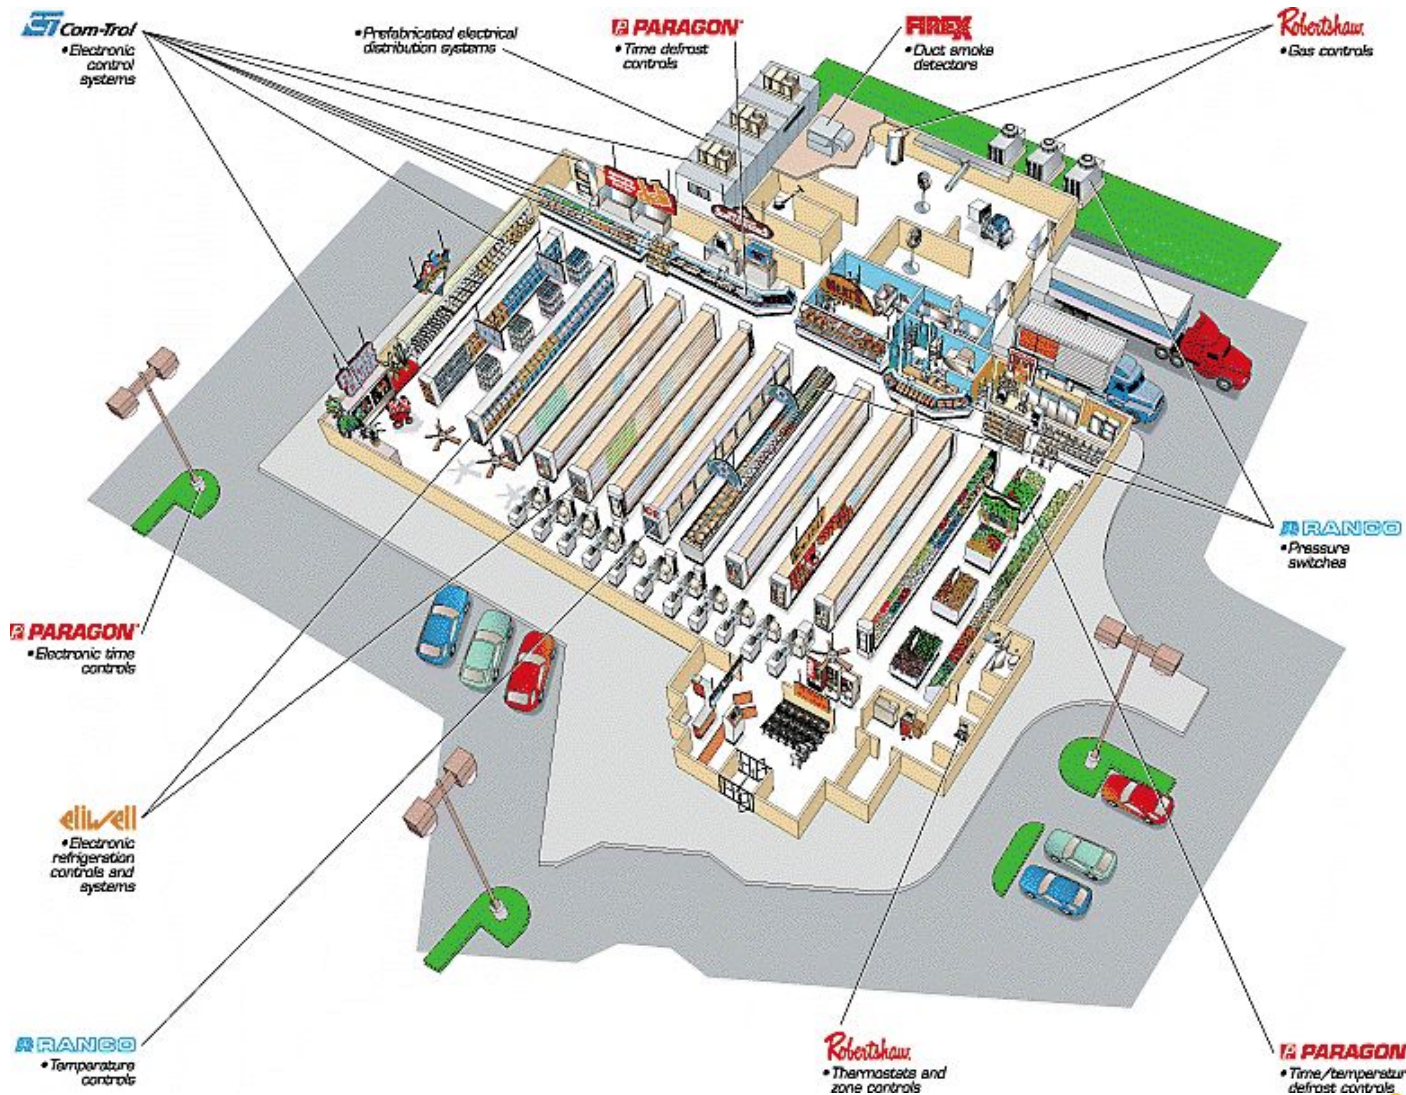 Com-Trol
• Electronic
control
systems
• Prefabricated electrical
distribution systems
PARAGON
• Time defrost
controls
FIREX
• Duct smoke
detectors
Robertshaw.
• Gas controls
MEATS
ICE
RANCO
• Pressure
switches
PARAGON
• Electronic time
controls
eliwell
• Electronic
refrigeration
controls and
systems
RANCO
• Temperature
controls
Robertshaw.
• Thermostats and
zone controls
PARAGON
• Time/temperatur
defrost controls